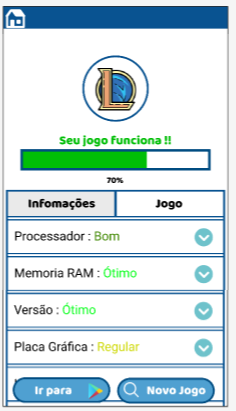 L
Seu jogo funciona !!
70%
Infomações Jogo
Processador : Bom
Memoria RAM : Ótimo
Versão : Ótimo
Placa Gráfica : Regular
Ir para Novo Jogo